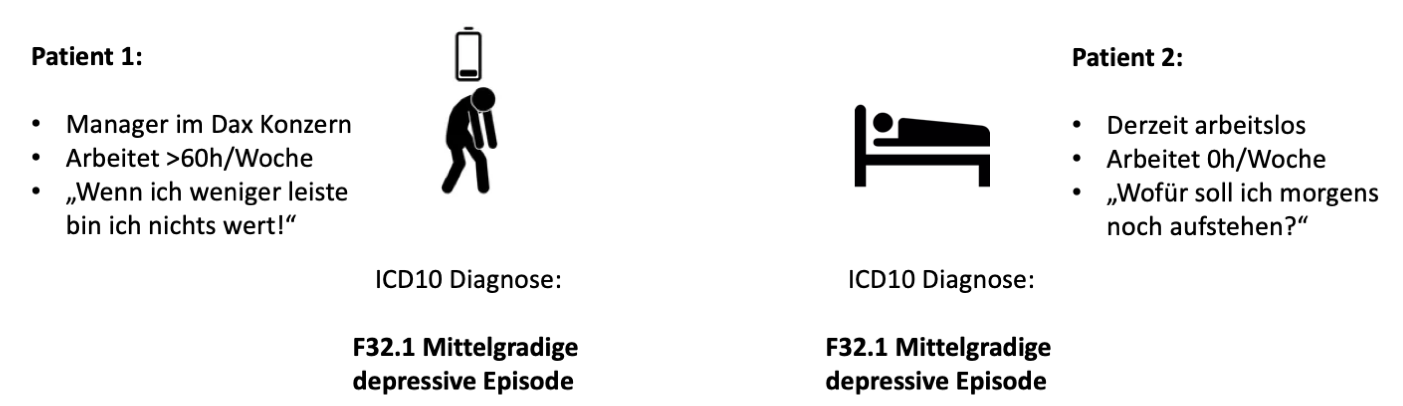 Patient 1:
• Manager im Dax Konzern
• Arbeitet >60h/Woche
• „Wenn ich weniger leiste
bin ich nichts wert!“
ICD10 Diagnose:
F32.1 Mittelgradige
depressive Episode
Patient 2:
• Derzeit arbeitslos
• Arbeitet 0h/Woche
• „Wofür soll ich morgens
noch aufstehen?“
ICD10 Diagnose:
F32.1 Mittelgradige
depressive Episode